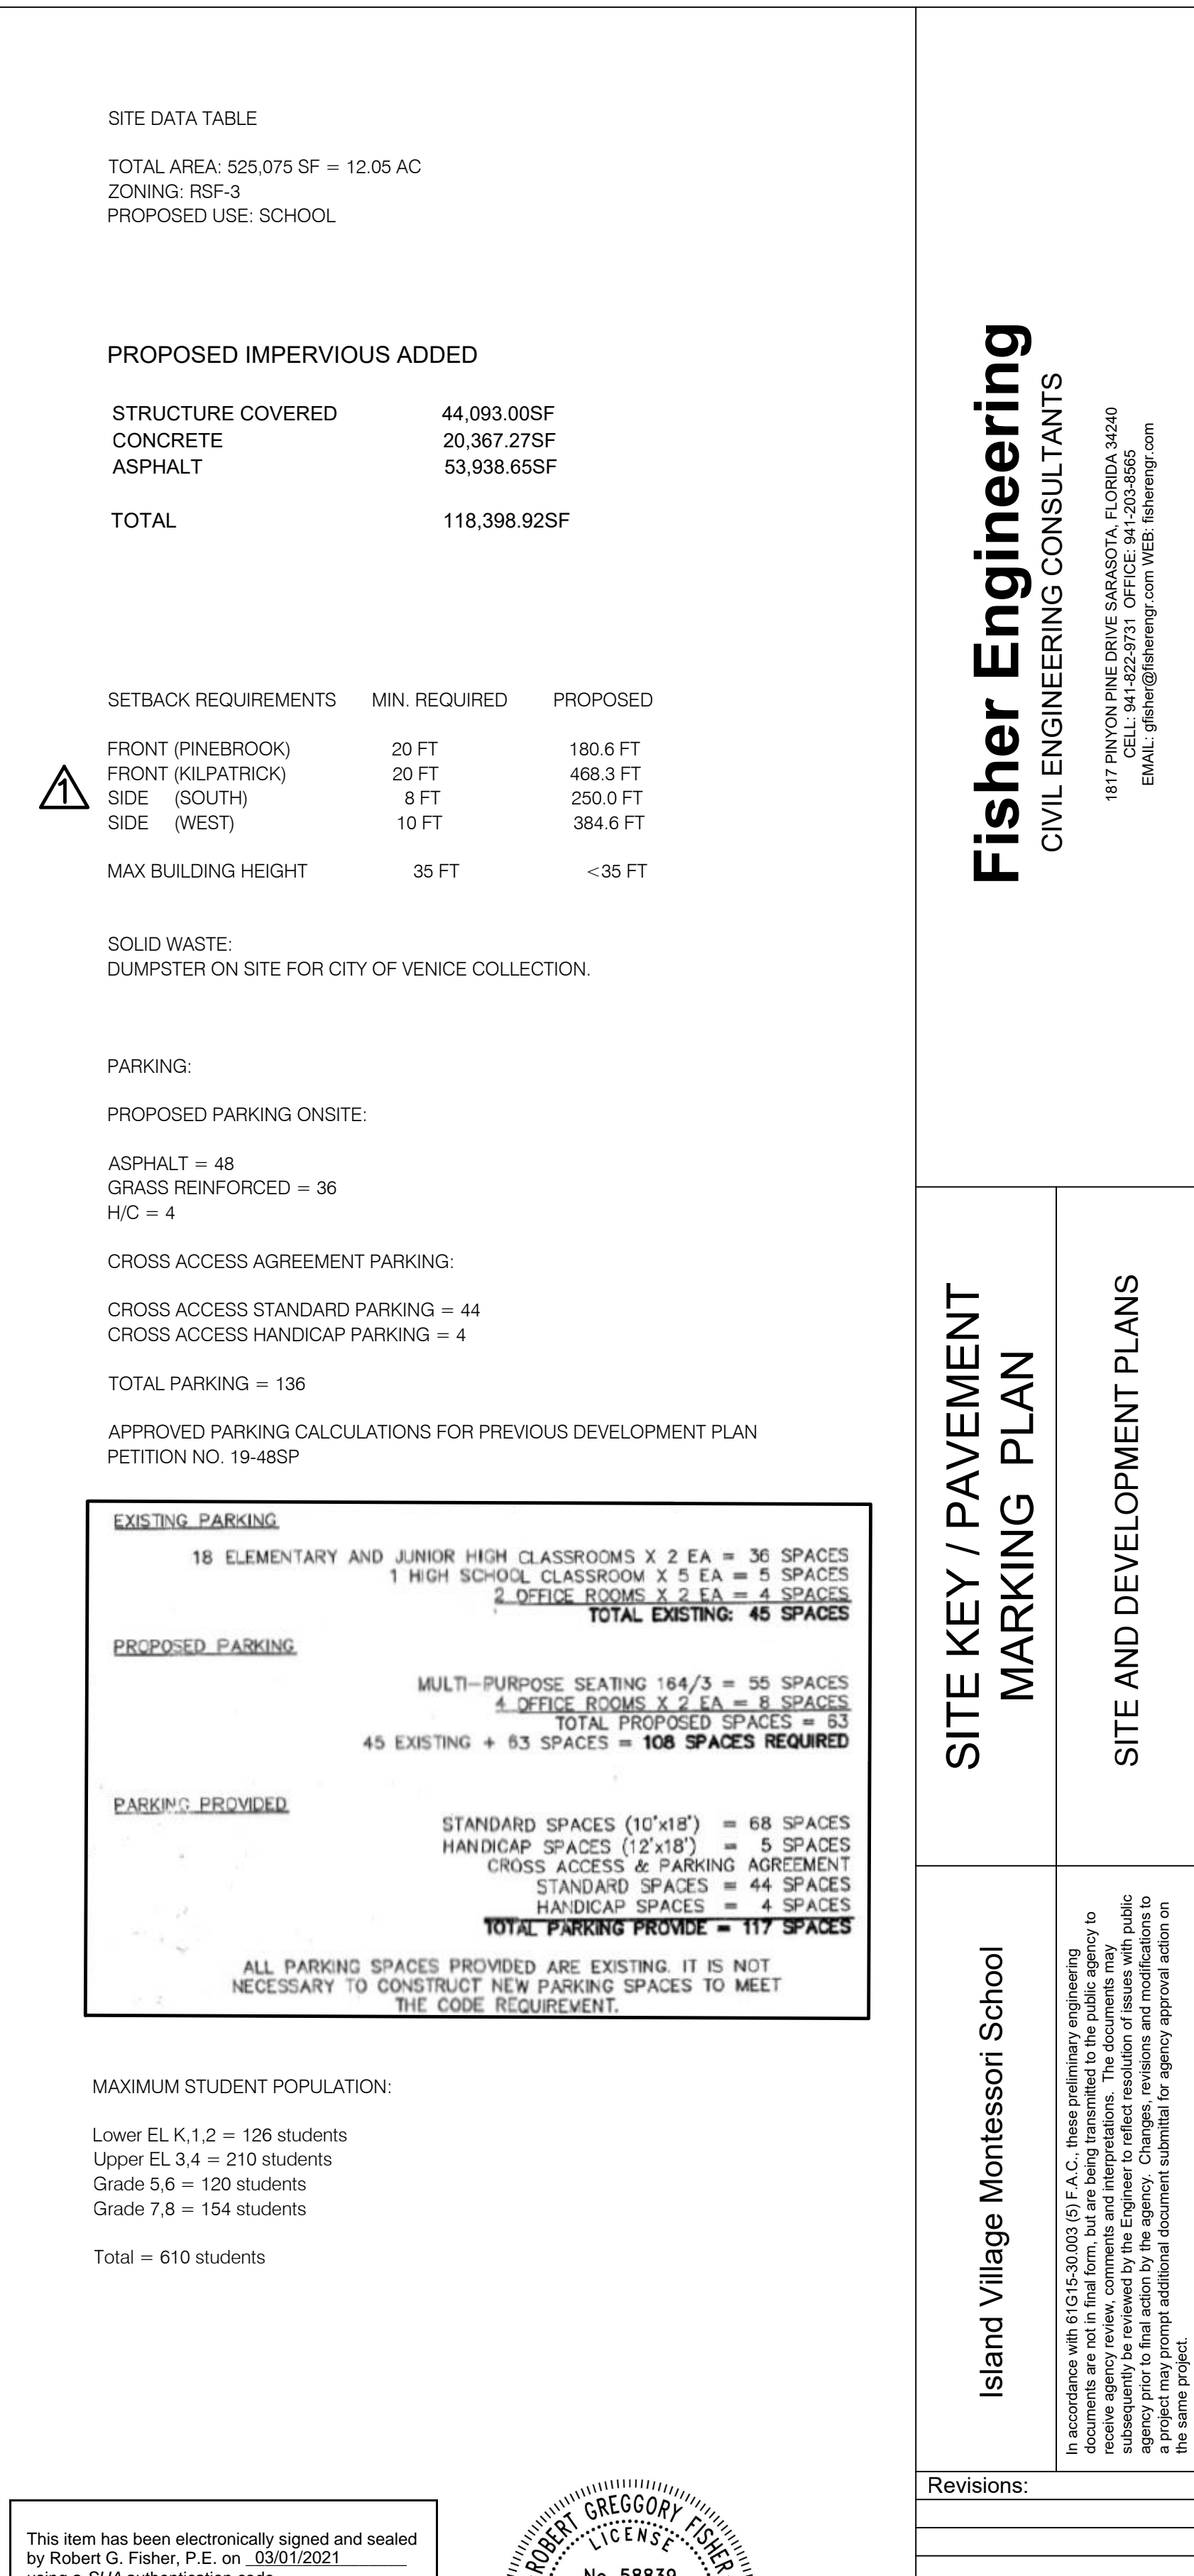 SITE DATA TABLE
TOTAL AREA: 525,075 SF = 12.05 AC
ZONING: RSF-3
PROPOSED USE: SCHOOL
PROPOSED IMPERVIOUS ADDED
STRUCTURE COVERED 44,093.00SF
CONCRETE 20,367.27SF
ASPHALT 53,938.65SF
TOTAL 118,398.92SF
SETBACK REQUIREMENTS MIN. REQUIRED PROPOSED
FRONT (PINEBROOK) 20 FT 180.6 FT
FRONT (KILPATRICK) 20 FT 468.3 FT
1
SIDE (SOUTH) 8 FT 250.0 FT
SIDE (WEST) 10 FT 384.6 FT
MAX BUILDING HEIGHT 35 FT <35 FT
SOLID WASTE:
DUMPSTER ON SITE FOR CITY OF VENICE COLLECTION.
PARKING:
PROPOSED PARKING ONSITE:
ASPHALT = 48
GRASS REINFORCED = 36
H/C = 4
CROSS ACCESS AGREEMENT PARKING:
CROSS ACCESS STANDARD PARKING = 44
CROSS ACCESS HANDICAP PARKING = 4
TOTAL PARKING = 136
APPROVED PARKING CALCULATIONS FOR PREVIOUS DEVELOPMENT PLAN
PETITION NO. 19-48SP
EXISTING PARKING
18 ELEMENTARY AND JUNIOR HIGH CLASSROOMS X 2 EA = 36 SPACES
1 HIGH SCHOOL CLASSROOM X 5 EA = 5 SPACES
2 OFFICE ROOMS X 2 EA = 4 SPACES
TOTAL EXISTING: 45 SPACES
PROPOSED PARKING
MULTI-PURPOSE SEATING 164/3 = 55 SPACES
4 OFFICE ROOMS X 2 EA = 8 SPACES
TOTAL PROPOSED SPACES = 63
45 EXISTING + 63 SPACES = 108 SPACES REQUIRED
PARKING PROVIDED
STANDARD SPACES (10'x18') = 68 SPACES
HANDICAP SPACES (12'x18') = 5 SPACES
CROSS ACCESS & PARKING AGREEMENT
STANDARD SPACES = 44 SPACES
HANDICAP SPACES = 4 SPACES
TOTAL PARKING PROVIDE = 117 SPACES
ALL PARKING SPACES PROVIDED ARE EXISTING. IT IS NOT
NECESSARY TO CONSTRUCT NEW PARKING SPACES TO MEET
THE CODE REQUIREMENT.
MAXIMUM STUDENT POPULATION:
Lower EL K,1,2 = 126 students
Upper EL 3,4 = 210 students
Grade 5,6 = 120 students
Grade 7,8 = 154 students
Total = 610 students
This item has been electronically signed and sealed
by Robert G. Fisher, P.E. on 03/01/2021
using a SHA authentication code
ROBERT GREGGORY FISHER
LICENSE
No. 58839
Fisher Engineering
CIVIL ENGINEERING CONSULTANTS
1817 PINYON PINE DRIVE SARASOTA, FLORIDA 34240
CELL: 941-822-9731 OFFICE: 941-203-8565
EMAIL: gfisher@fisherengr.com WEB: fisherengr.com
SITE KEY / PAVEMENT
MARKING PLAN
SITE AND DEVELOPMENT PLANS
Island Village Montessori School
In accordance with 61G15-30.003 (5) F.A.C., these preliminary engineering
documents are not in final form, but are being transmitted to the public agency to
receive agency review, comments and interpretations. The documents may
subsequently be reviewed by the Engineer to reflect resolution of issues with public
agency prior to final action by the agency. Changes, revisions and modifications to
a project may prompt additional document submittal for agency approval action on
the same project.
Revisions: